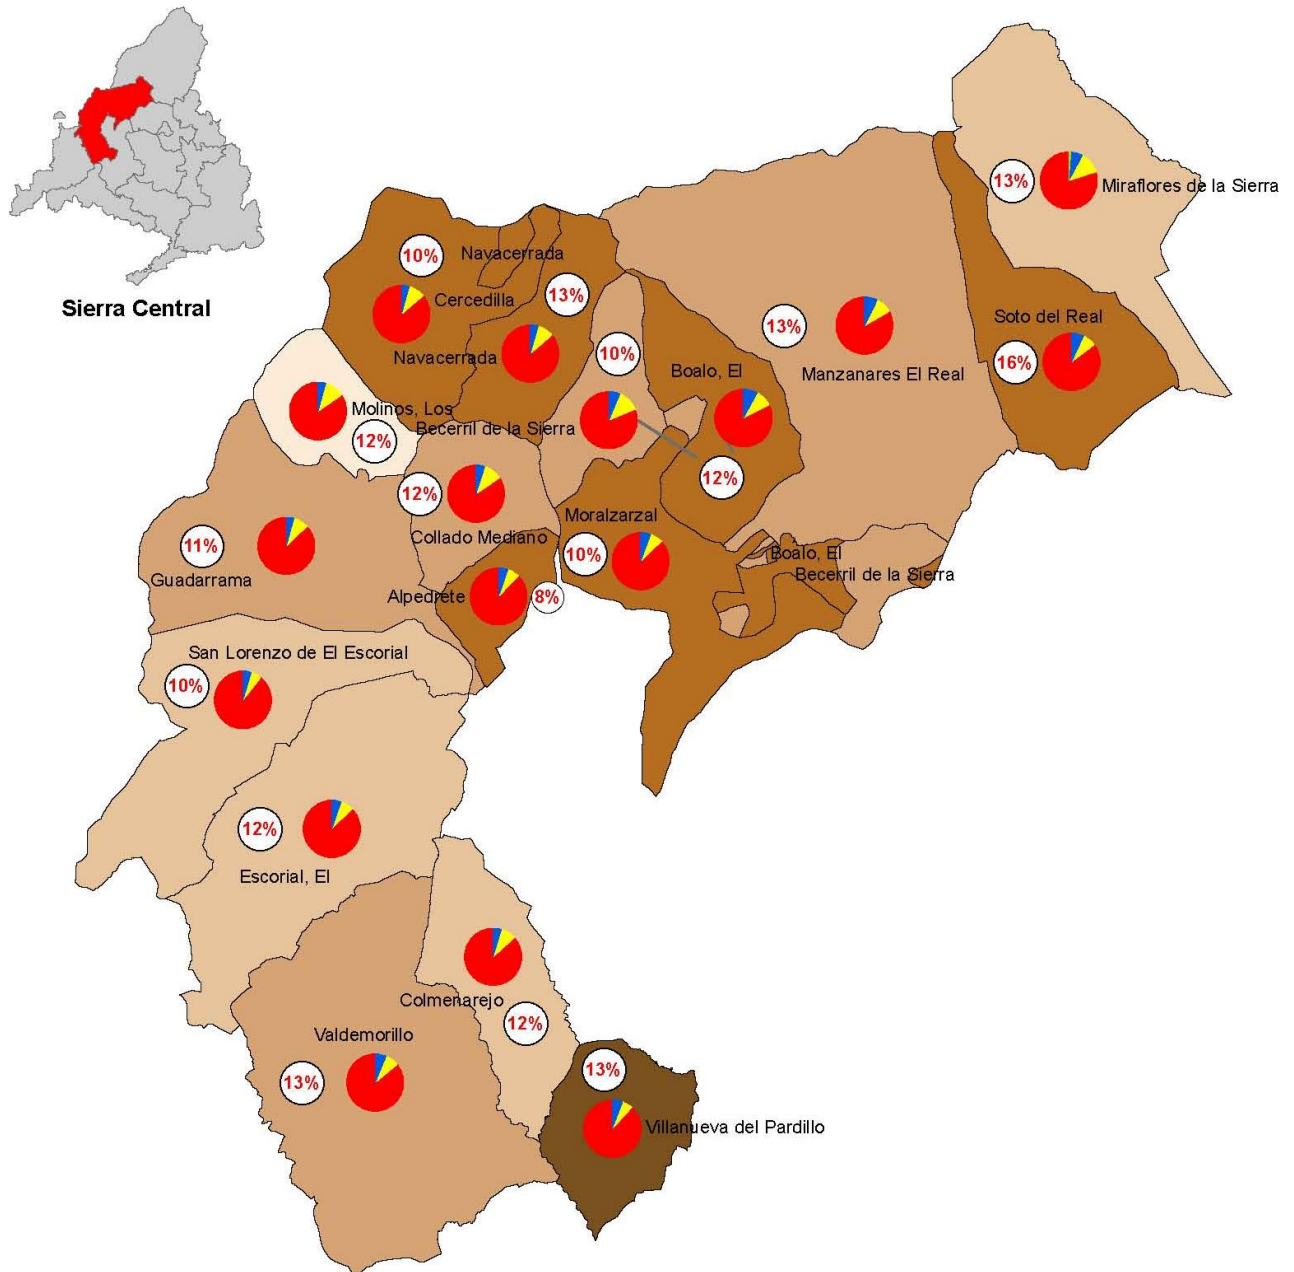 Sierra Central
13%
Miraflores de la Sierra
10%
Navacerrada
Cercedilla
13%
Navacerrada
10%
Boalo, El
13%
Manzanares El Real
Soto del Real
16%
Molinos, Los
12%
Becerril de la Sierra
12%
12%
Collado Mediano
Moralzarzal
10%
11%
Guadarrama
Boalo, El
Becerril de la Sierra
Alpedrete
8%
San Lorenzo de El Escorial
10%
12%
Escorial, El
Colmenarejo
12%
Valdemorillo
13%
13%
Villanueva del Pardillo